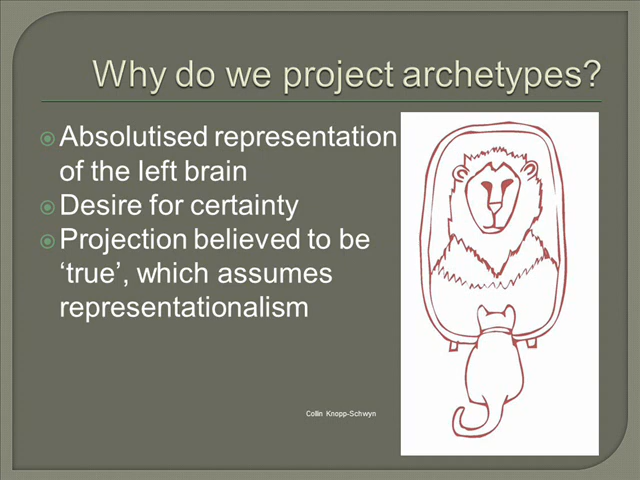 Why do we project archetypes?
Absolutised representation
of the left brain
Desire for certainty
Projection believed to be
‘true’, which assumes
representationalism
Collin Knopp-Schwyn